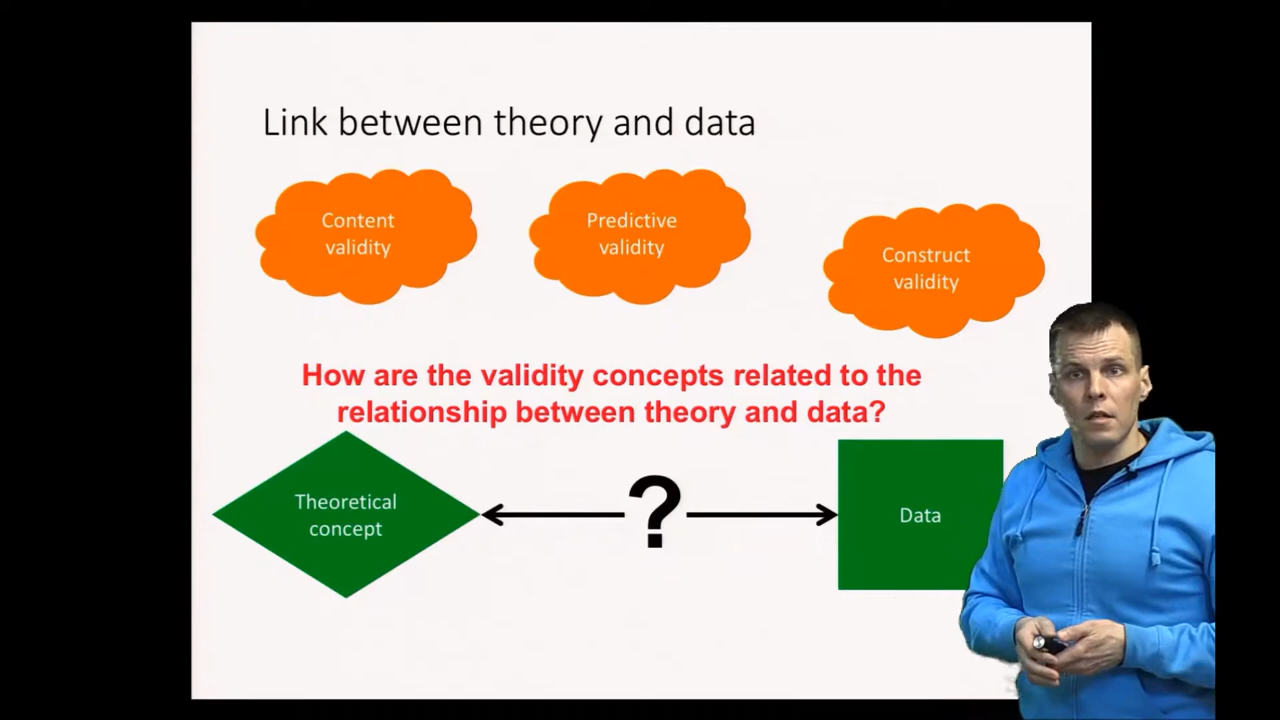 Link between theory and data
Content
validity
Predictive
validity
Construct
validity
How are the validity concepts related to the
relationship between theory and data?
Theoretical
concept
?
Data